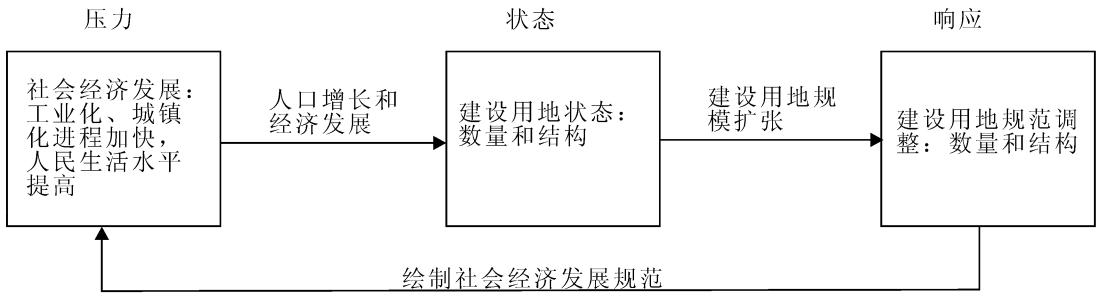 压力
状态
响应
社会经济发展：
工业化、城镇
化进程加快，
人民生活水平
提高
人口增长和
经济发展
建设用地状态：
数量和结构
建设用地规
模扩张
建设用地规范调
整：数量和结构
绘制社会经济发展规范